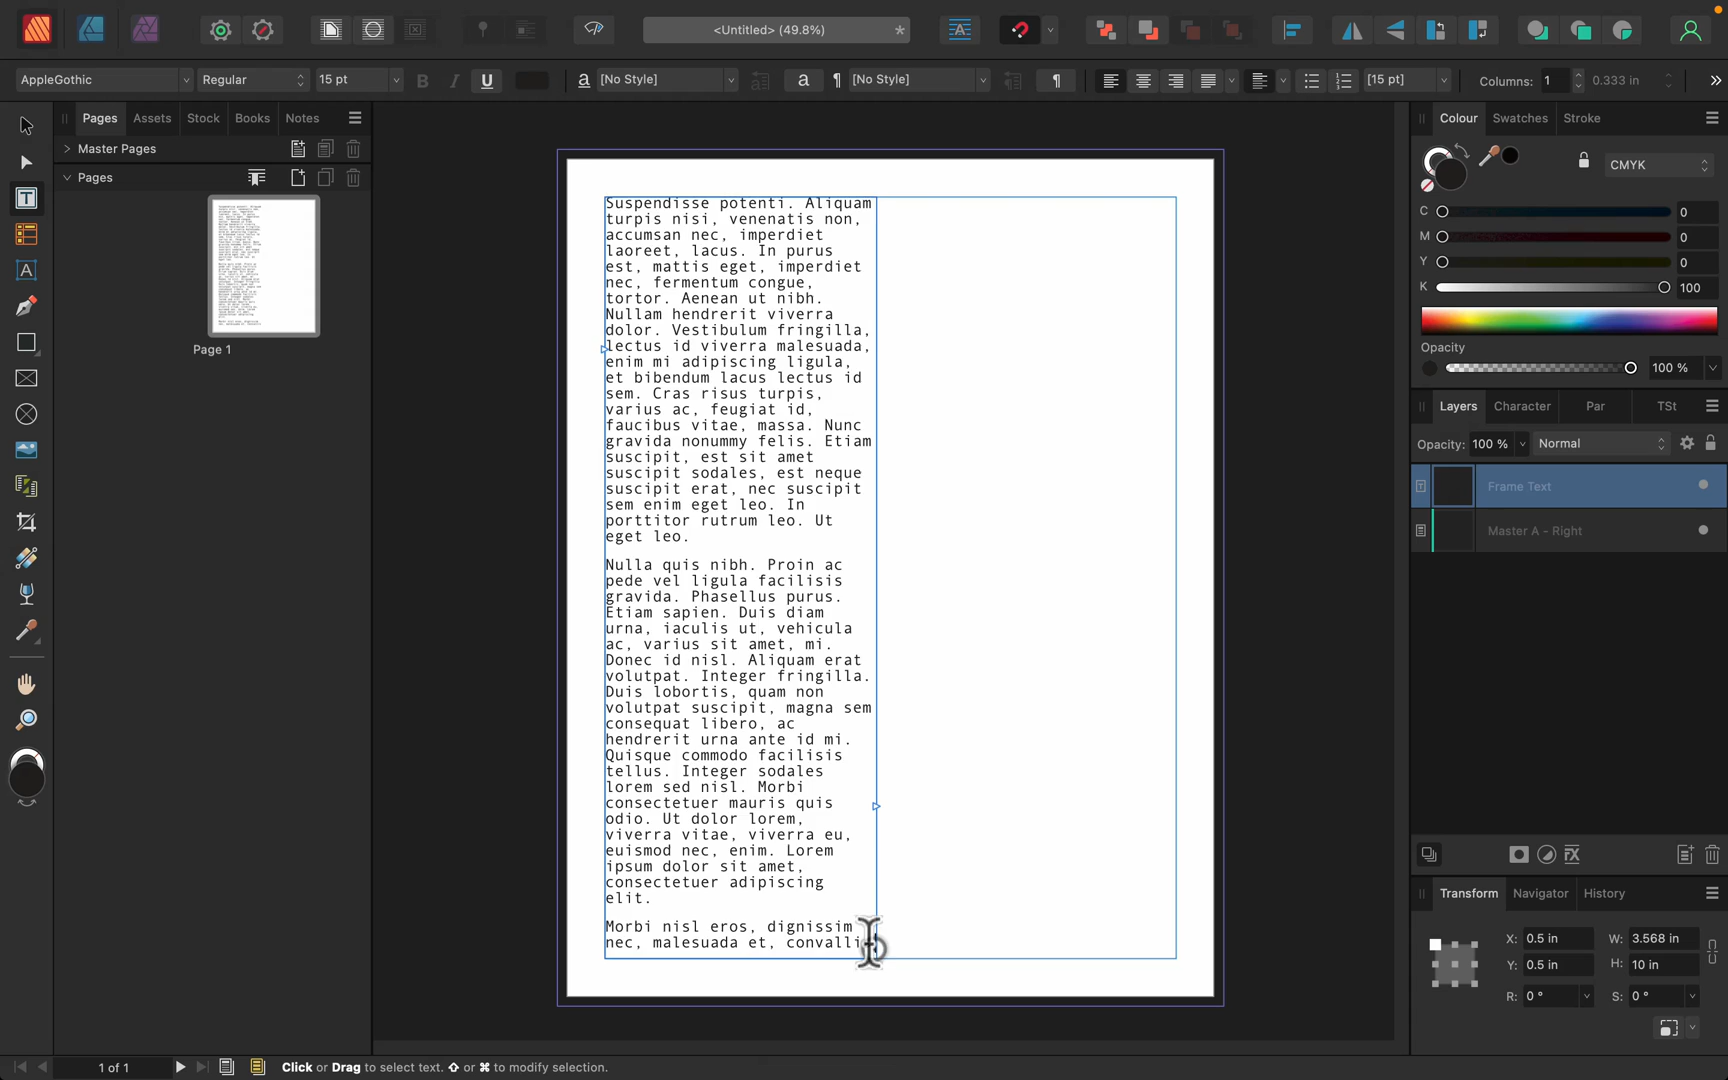 <Untitled> (49.8%)
*
AppleGothic
Regular
15 pt
B
I
U
a
[No Style]
a
¶
[No Style]
¶
[15 pt]
Columns: 1
0.333 in
»
Pages
Assets
Stock
Books
Notes
Master Pages
Pages
Page 1
Suspendisse potenti. Aliquam
turpis nisi, venenatis non,
accumsan nec, imperdiet
laoreet, lacus. In purus
est, mattis eget, imperdiet
nec, fermentum congue,
tortor. Aenean ut nibh.
Nullam hendrerit viverra
dolor. Vestibulum fringilla,
lectus id viverra malesuada,
enim mi adipiscing ligula,
et bibendum lacus lectus id
sem. Cras risus turpis,
varius ac, feugiat id,
faucibus vitae, massa. Nunc
gravida nonummy felis. Etiam
suscipit, est sit amet
suscipit sodales, est neque
suscipit erat, nec suscipit
sem enim eget leo. In
porttitor rutrum leo. Ut
eget leo.
Nulla quis nibh. Proin ac
pede vel ligula facilisis
gravida. Phasellus purus.
Etiam sapien. Duis diam
urna, iaculis ut, vehicula
ac, varius sit amet, mi.
Donec id nisl. Aliquam erat
volutpat. Integer fringilla.
Duis lobortis, quam non
volutpat suscipit, magna sem
consequat libero, ac
hendrerit urna ante id mi.
Quisque commodo facilisis
tellus. Integer sodales
lorem sed nisl. Morbi
consectetuer mauris quis
odio. Ut dolor lorem,
viverra vitae, viverra eu,
euismod nec, enim. Lorem
ipsum dolor sit amet,
consectetuer adipiscing
elit.
Morbi nisl eros, dignissim
nec, malesuada et,
Colour
Swatches
Stroke
CMYK
C
0
M
0
Y
0
K
100
Opacity
100 %
Layers
Character
Par
TSt
Opacity: 100 %
Normal
Frame Text
Master A - Right
Transform
Navigator
History
X: 0.5 in
W: 3.568 in
Y: 0.5 in
H: 10 in
R: 0 °
S: 0 °
1 of 1
Click or Drag to select text. ⇧ or ⌘ to modify selection.